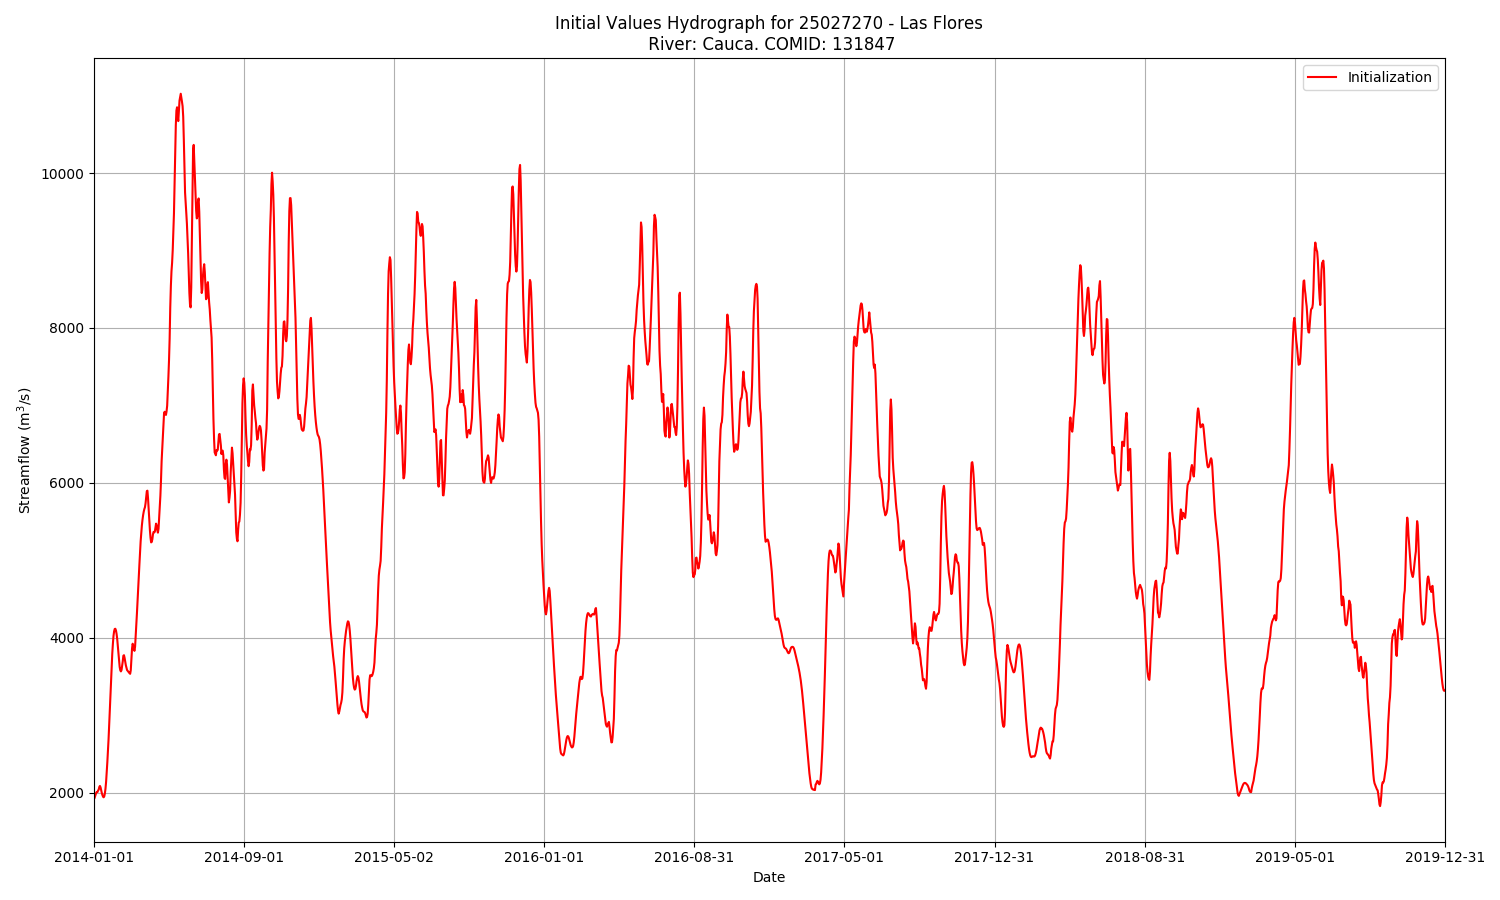 Initial Values Hydrograph for 25027270 - Las Flores
River: Cauca. COMID: 131847
Initialization
10000
8000
6000
4000
2000
Streamflow (m³/s)
2014-01-01 2014-09-01 2015-05-02 2016-01-01 2016-08-31 2017-05-01 2017-12-31 2018-08-31 2019-05-01 2019-12-31
Date